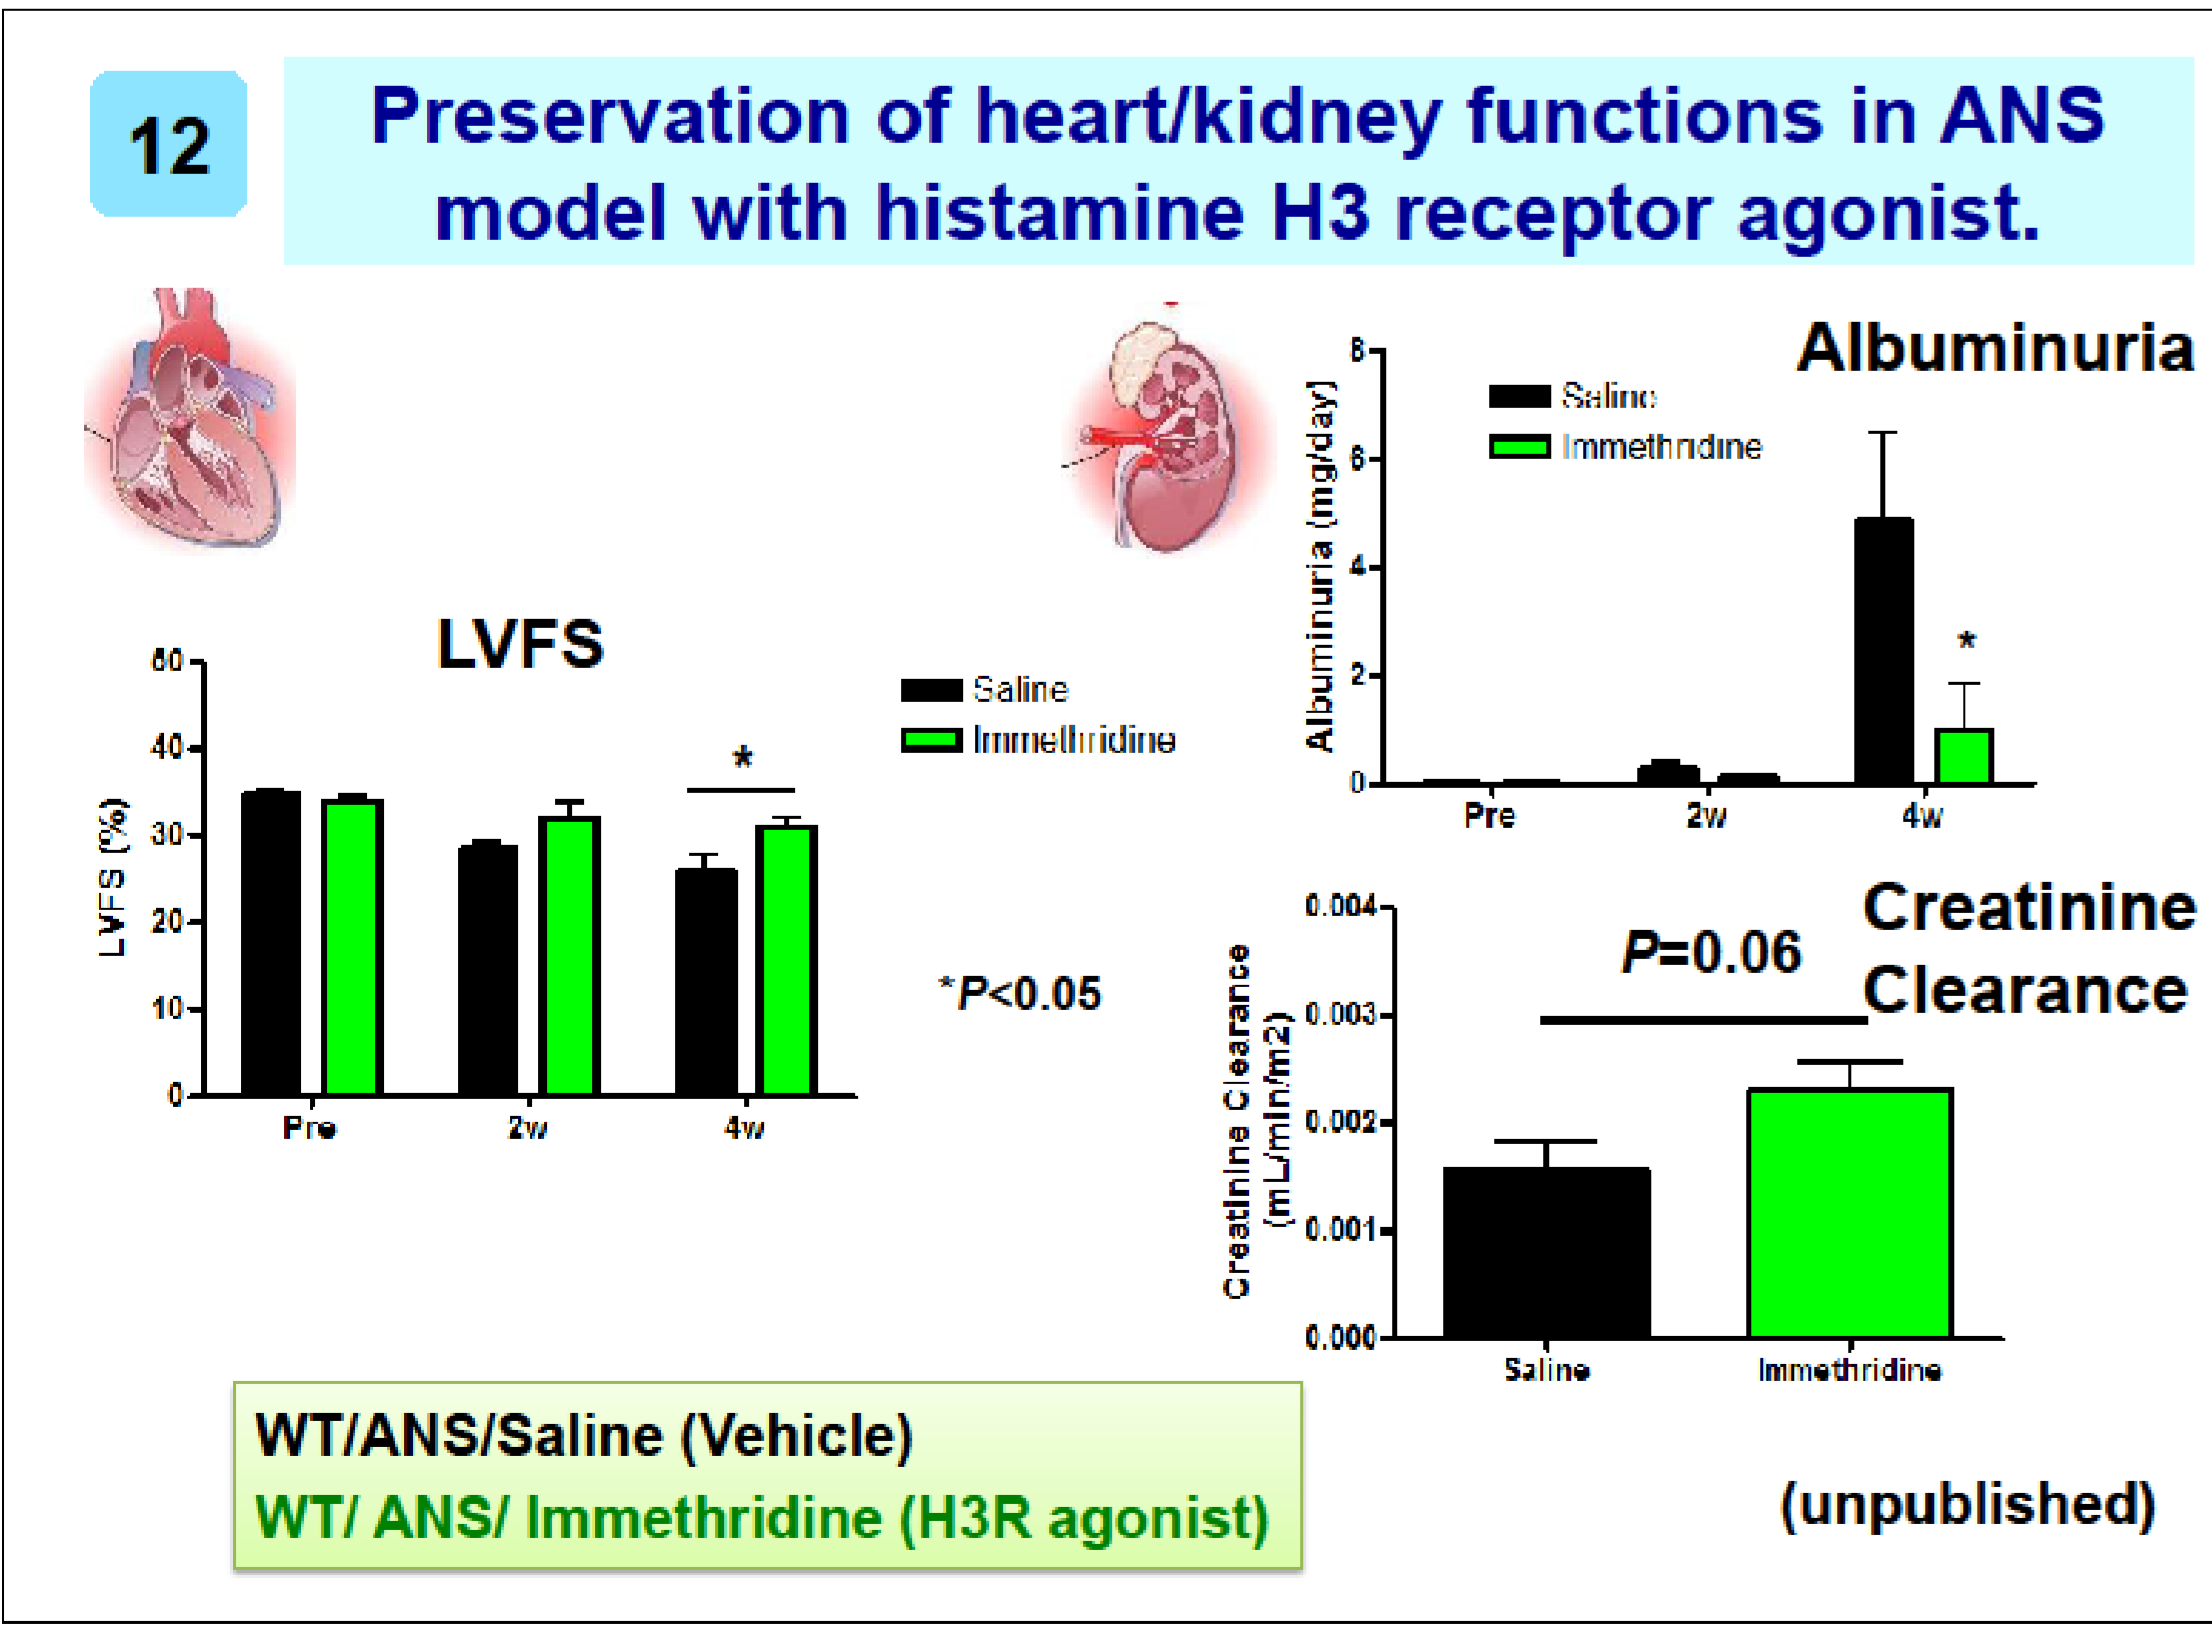 12
Preservation of heart/kidney functions in ANS
model with histamine H3 receptor agonist.
LVFS
LVFS (%)
60
40
30
20
10
0
Pre
2w
4w
*
Saline
Immethridine
*P<0.05
Albuminuria
Albuminuria (mg/day)
8
6
4
2
0
Saline
Immethridine
*
Pre
2w
4w
Creatinine
Clearance
Creatinine Clearance
(mL/min/m2)
0.004
0.003
0.002
0.001
0.000
P=0.06
Saline
Immethridine
WT/ANS/Saline (Vehicle)
WT/ ANS/ Immethridine (H3R agonist)
(unpublished)